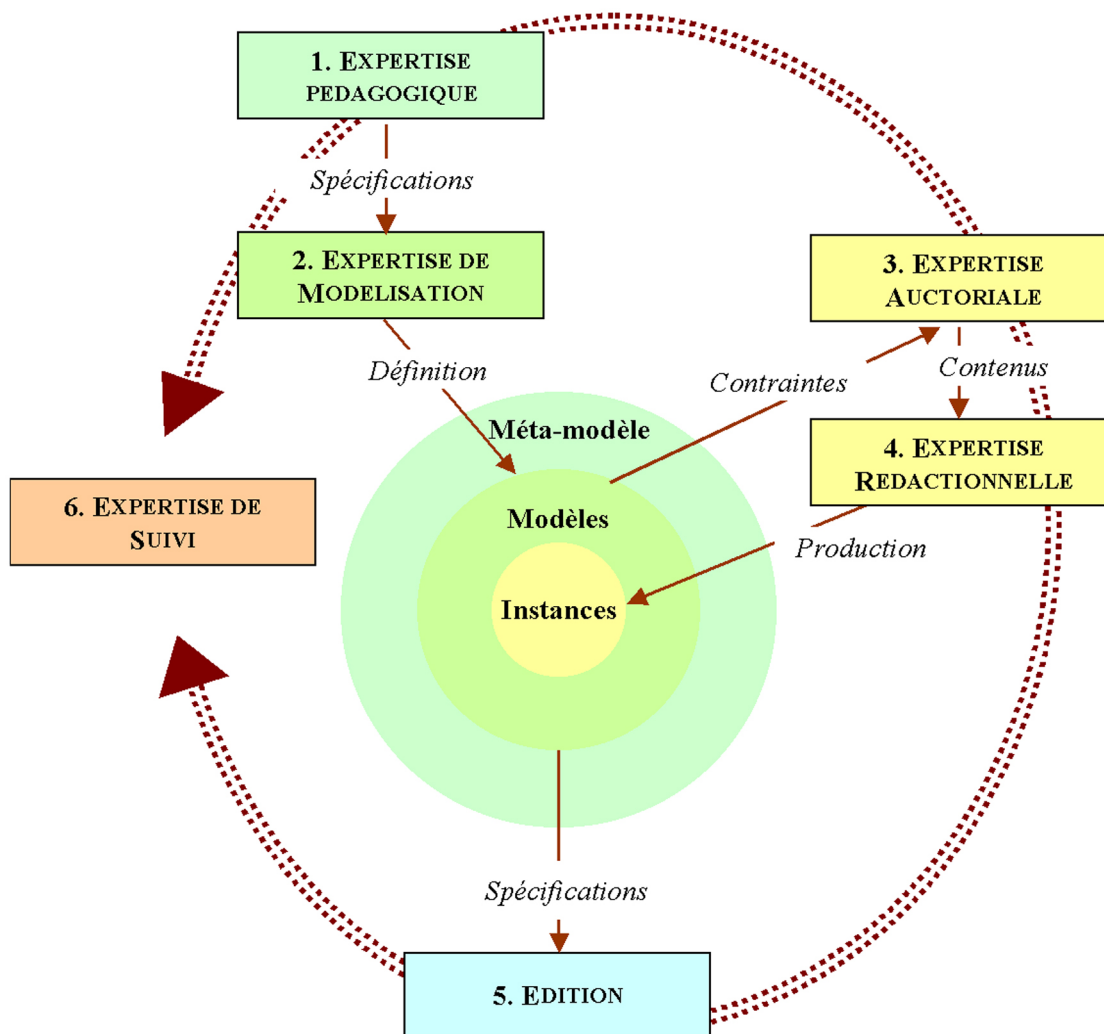 1. EXPERTISE
PEDAGOGIQUE
Spécifications
2. EXPERTISE DE
MODELISATION
3. EXPERTISE
AUCTORIALE
Définition
Contraintes
Contenus
Méta-modèle
4. EXPERTISE
REDACTIONNELLE
6. EXPERTISE DE
SUIVI
Modèles
Production
Instances
Spécifications
5. EDITION